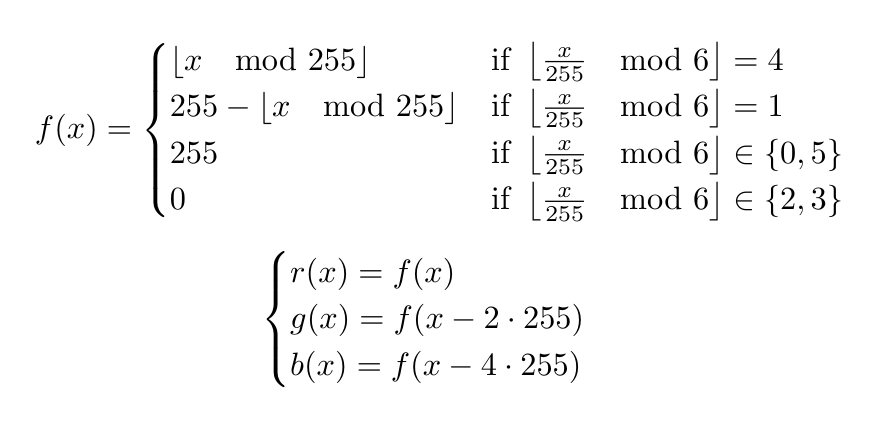 f(x) = { ⌊x mod 255⌋ if ⌊x/255 mod 6⌋ = 4
255 − ⌊x mod 255⌋ if ⌊x/255 mod 6⌋ = 1
255 if ⌊x/255 mod 6⌋ ∈ {0, 5}
0 if ⌊x/255 mod 6⌋ ∈ {2, 3}
{ r(x) = f(x)
g(x) = f(x − 2 · 255)
b(x) = f(x − 4 · 255)